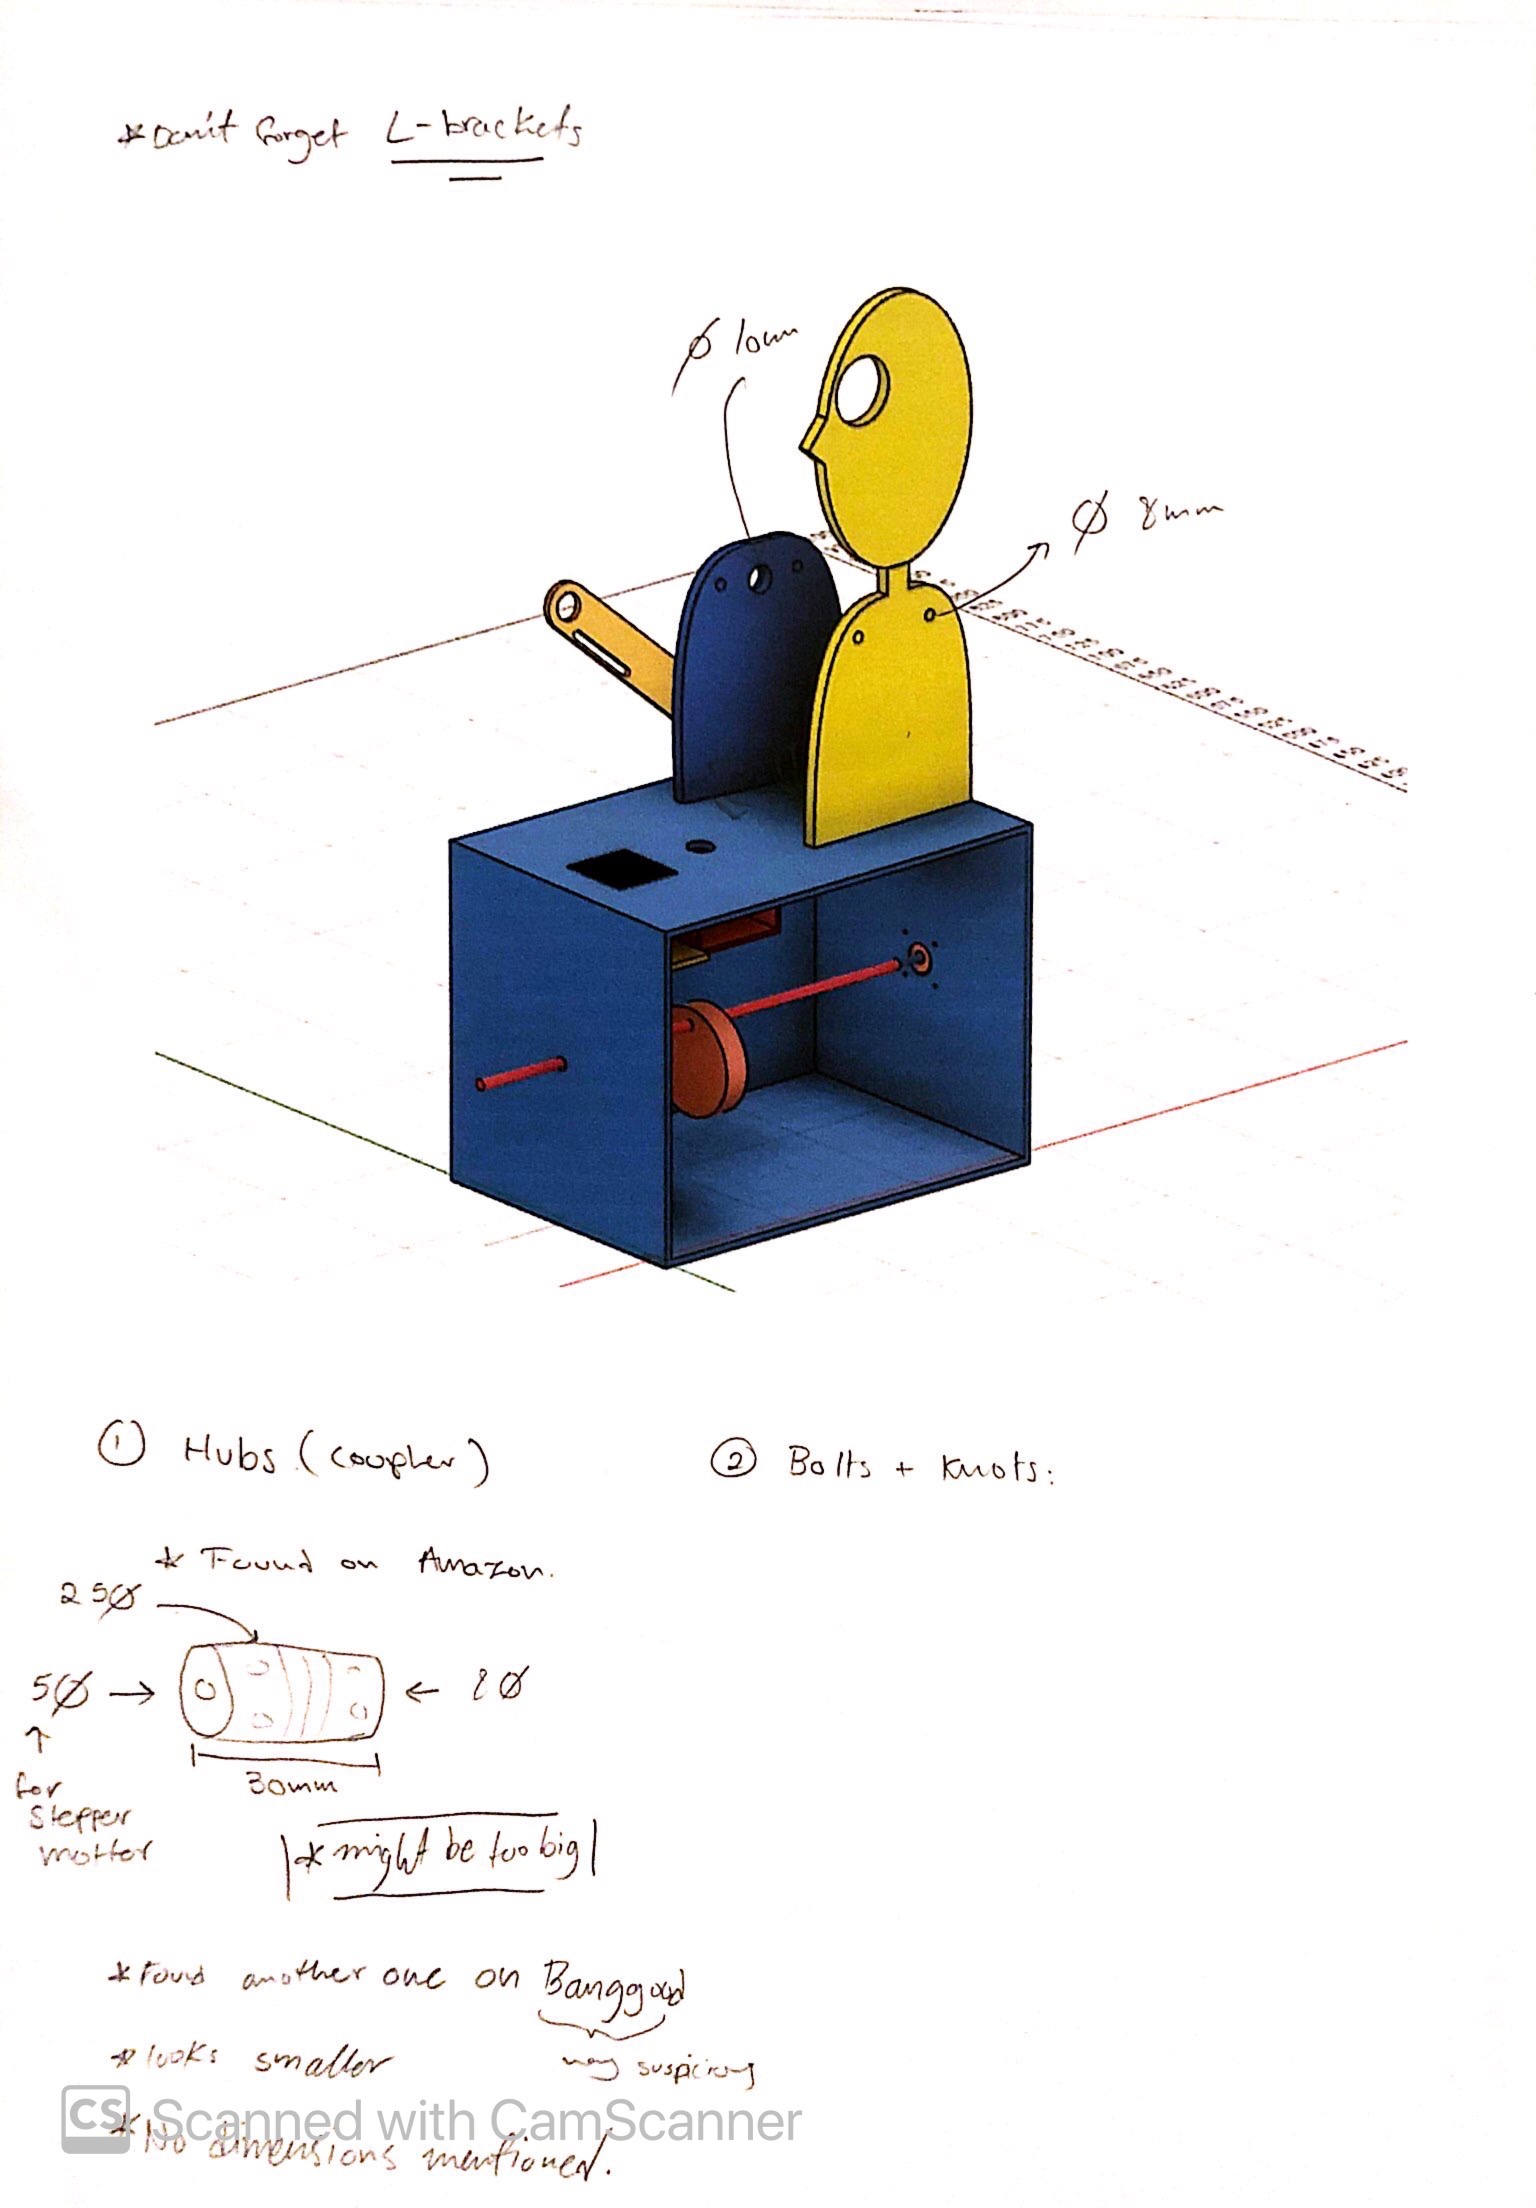 *Don't forget L-brackets
Ø 10mm
Ø 8mm
① Hubs (coupler)
② Bolts + knots:
* Found on Amazon.
25Ø
5Ø → ← 8Ø
↑
for
Stepper
motter
30mm
* might be too big
* Found another one on Banggood
* looks smaller
suspicious
CS Scanned with CamScanner
* No dimensions mentioned.